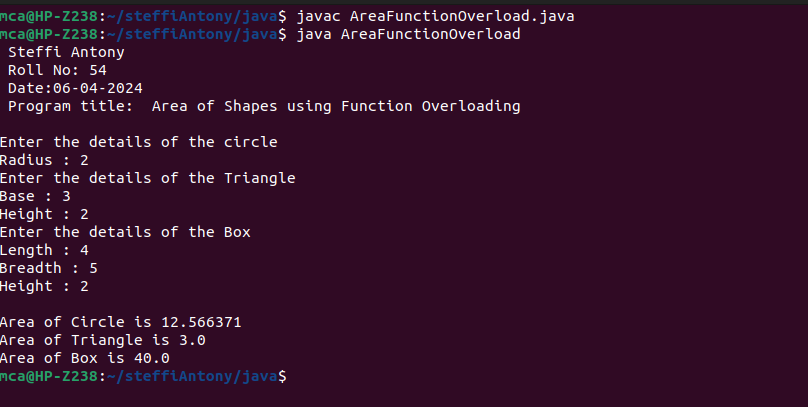 mca@HP-Z238:~/steffiAntony/java$ javac AreaFunctionOverload.java
mca@HP-Z238:~/steffiAntony/java$ java AreaFunctionOverload
Steffi Antony
Roll No: 54
Date:06-04-2024
Program title:  Area of Shapes using Function Overloading
Enter the details of the circle
Radius : 2
Enter the details of the Triangle
Base : 3
Height : 2
Enter the details of the Box
Length : 4
Breadth : 5
Height : 2
Area of Circle is 12.566371
Area of Triangle is 3.0
Area of Box is 40.0
mca@HP-Z238:~/steffiAntony/java$